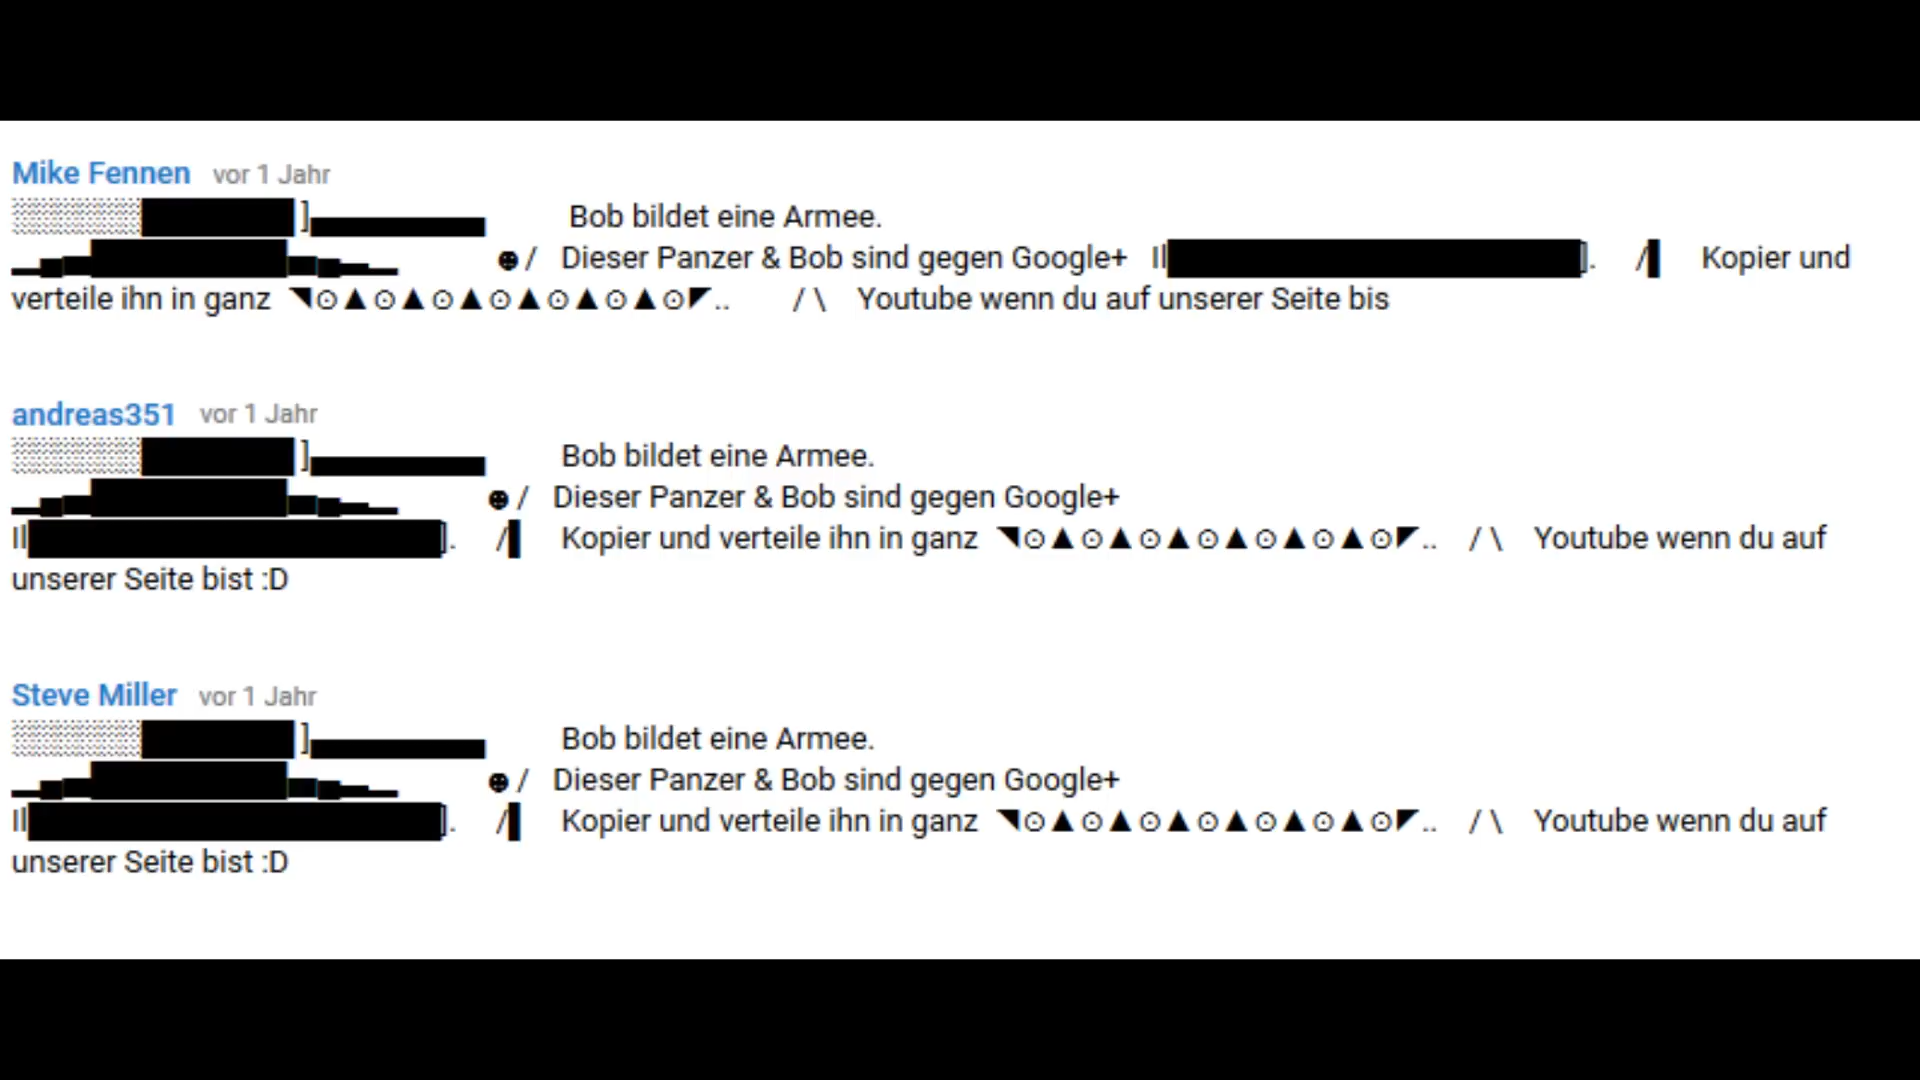 Mike Fennen vor 1 Jahr
░░░░░███████ ]▄▄▄▄▄▄▄▄ Bob bildet eine Armee.
▂▄▅█████████▅▄▃▂ ☻/ Dieser Panzer & Bob sind gegen Google+ Il███████████████████]. /▌ Kopier und
verteile ihn in ganz ◥⊙▲⊙▲⊙▲⊙▲⊙▲⊙▲⊙◤.. / \ Youtube wenn du auf unserer Seite bis
andreas351 vor 1 Jahr
░░░░░███████ ]▄▄▄▄▄▄▄▄ Bob bildet eine Armee.
▂▄▅█████████▅▄▃▂ ☻/ Dieser Panzer & Bob sind gegen Google+
Il███████████████████]. /▌ Kopier und verteile ihn in ganz ◥⊙▲⊙▲⊙▲⊙▲⊙▲⊙▲⊙◤.. / \ Youtube wenn du auf
unserer Seite bist :D
Steve Miller vor 1 Jahr
░░░░░███████ ]▄▄▄▄▄▄▄▄ Bob bildet eine Armee.
▂▄▅█████████▅▄▃▂ ☻/ Dieser Panzer & Bob sind gegen Google+
Il███████████████████]. /▌ Kopier und verteile ihn in ganz ◥⊙▲⊙▲⊙▲⊙▲⊙▲⊙▲⊙◤.. / \ Youtube wenn du auf
unserer Seite bist :D